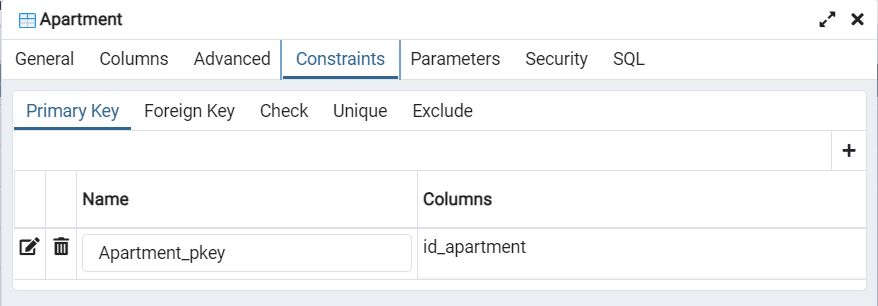 Apartment
General Columns Advanced Constraints Parameters Security SQL
Primary Key Foreign Key Check Unique Exclude
Name Columns
Apartment_pkey id_apartment